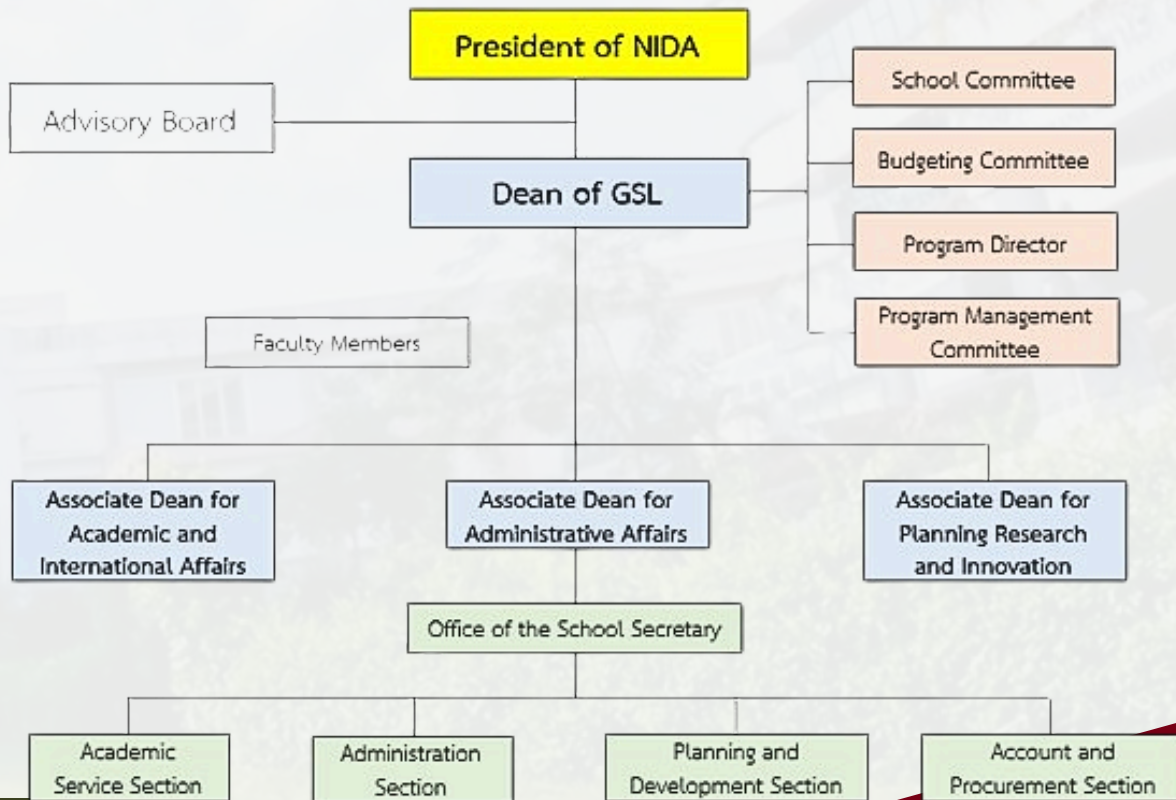 President of NIDA
School Committee
Advisory Board
Budgeting Committee
Dean of GSL
Program Director
Program Management
Committee
Faculty Members
Associate Dean for
Academic and
International Affairs
Associate Dean for
Administrative Affairs
Associate Dean for
Planning Research
and Innovation
Office of the School Secretary
Academic
Service Section
Administration
Section
Planning and
Development Section
Account and
Procurement Section